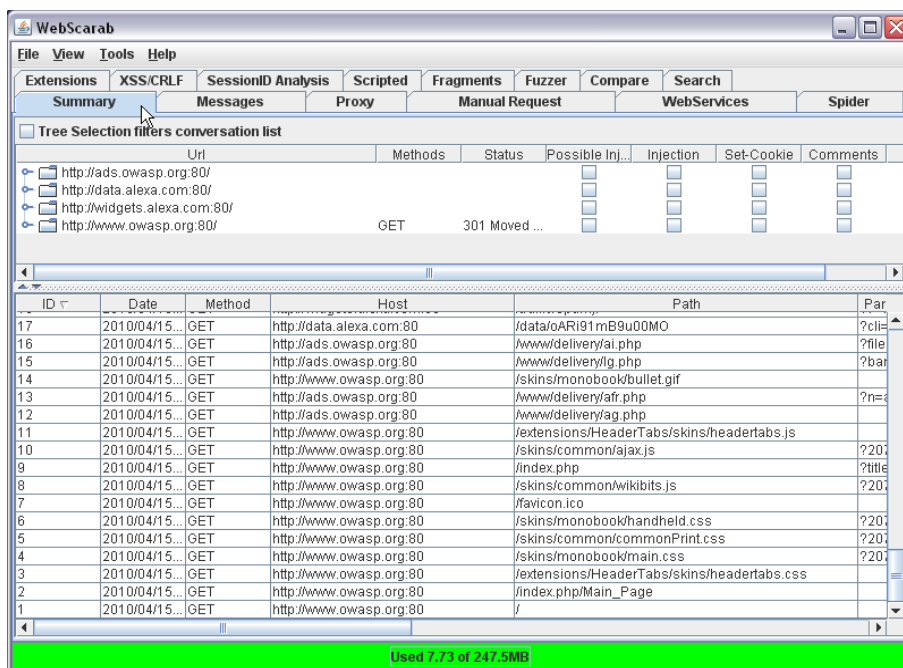 WebScarab
File View Tools Help
Extensions XSS/CRLF SessionID Analysis Scripted Fragments Fuzzer Compare Search
Summary Messages Proxy Manual Request WebServices Spider
Tree Selection filters conversation list
Url Methods Status Possible Inj... Injection Set-Cookie Comments
http://ads.owasp.org:80/
http://data.alexa.com:80/
http://widgets.alexa.com:80/
http://www.owasp.org:80/ GET 301 Moved ...
ID Date Method Host Path Par
17 2010/04/15... GET http://data.alexa.com:80 /data/oARi91mB9u00MO ?cli=
16 2010/04/15... GET http://ads.owasp.org:80 /www/delivery/ai.php ?file
15 2010/04/15... GET http://ads.owasp.org:80 /www/delivery/lg.php ?bar
14 2010/04/15... GET http://www.owasp.org:80 /skins/monobook/bullet.gif
13 2010/04/15... GET http://ads.owasp.org:80 /www/delivery/afr.php ?n=a
12 2010/04/15... GET http://ads.owasp.org:80 /www/delivery/ag.php
11 2010/04/15... GET http://www.owasp.org:80 /extensions/HeaderTabs/skins/headertabs.js
10 2010/04/15... GET http://www.owasp.org:80 /skins/common/ajax.js ?207
9 2010/04/15... GET http://www.owasp.org:80 /index.php ?title
8 2010/04/15... GET http://www.owasp.org:80 /skins/common/wikibits.js ?207
7 2010/04/15... GET http://www.owasp.org:80 /favicon.ico
6 2010/04/15... GET http://www.owasp.org:80 /skins/monobook/handheld.css ?207
5 2010/04/15... GET http://www.owasp.org:80 /skins/common/commonPrint.css ?207
4 2010/04/15... GET http://www.owasp.org:80 /skins/monobook/main.css ?207
3 2010/04/15... GET http://www.owasp.org:80 /extensions/HeaderTabs/skins/headertabs.css
2 2010/04/15... GET http://www.owasp.org:80 /index.php/Main_Page
1 2010/04/15... GET http://www.owasp.org:80 /
Used 7.73 of 247.5MB